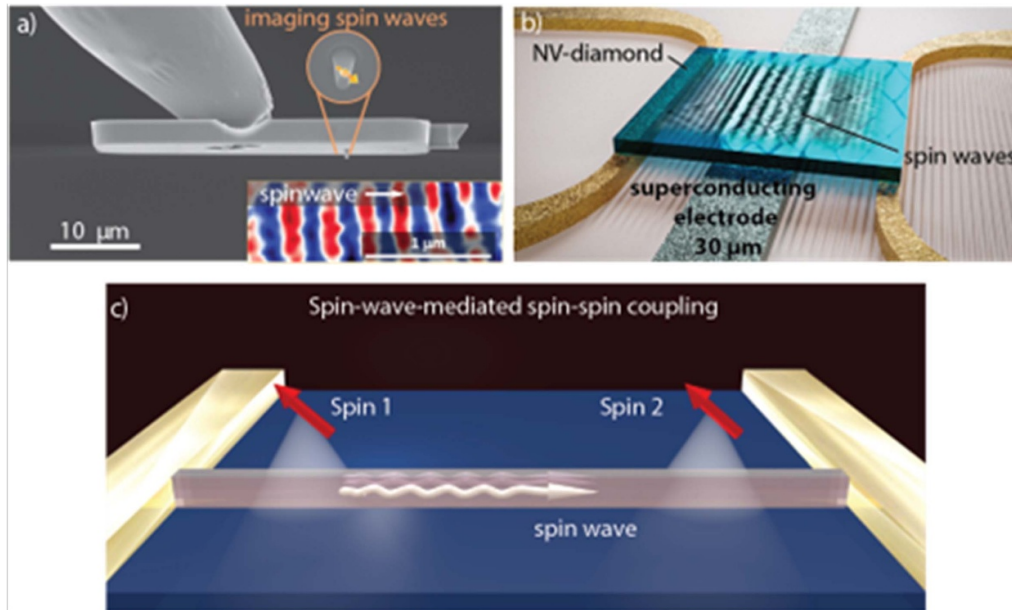 a)
imaging spin waves
spinwave
1 µm
10 µm
b)
NV-diamond
spin waves
superconducting
electrode
30 µm
c)
Spin-wave-mediated spin-spin coupling
Spin 1
Spin 2
spin wave